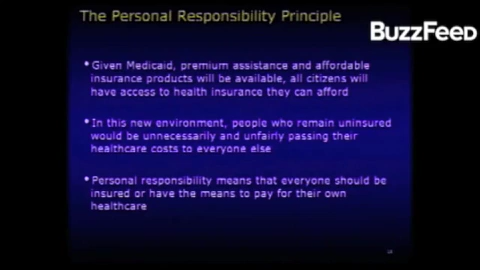 The Personal Responsibility Principle
BuzzFeed
• Given Medicaid, premium assistance and affordable
insurance products will be available, all citizens will
have access to health insurance they can afford
• In this new environment, people who remain uninsured
would be unnecessarily and unfairly passing their
healthcare costs to everyone else
• Personal responsibility means that everyone should be
insured or have the means to pay for their own
healthcare